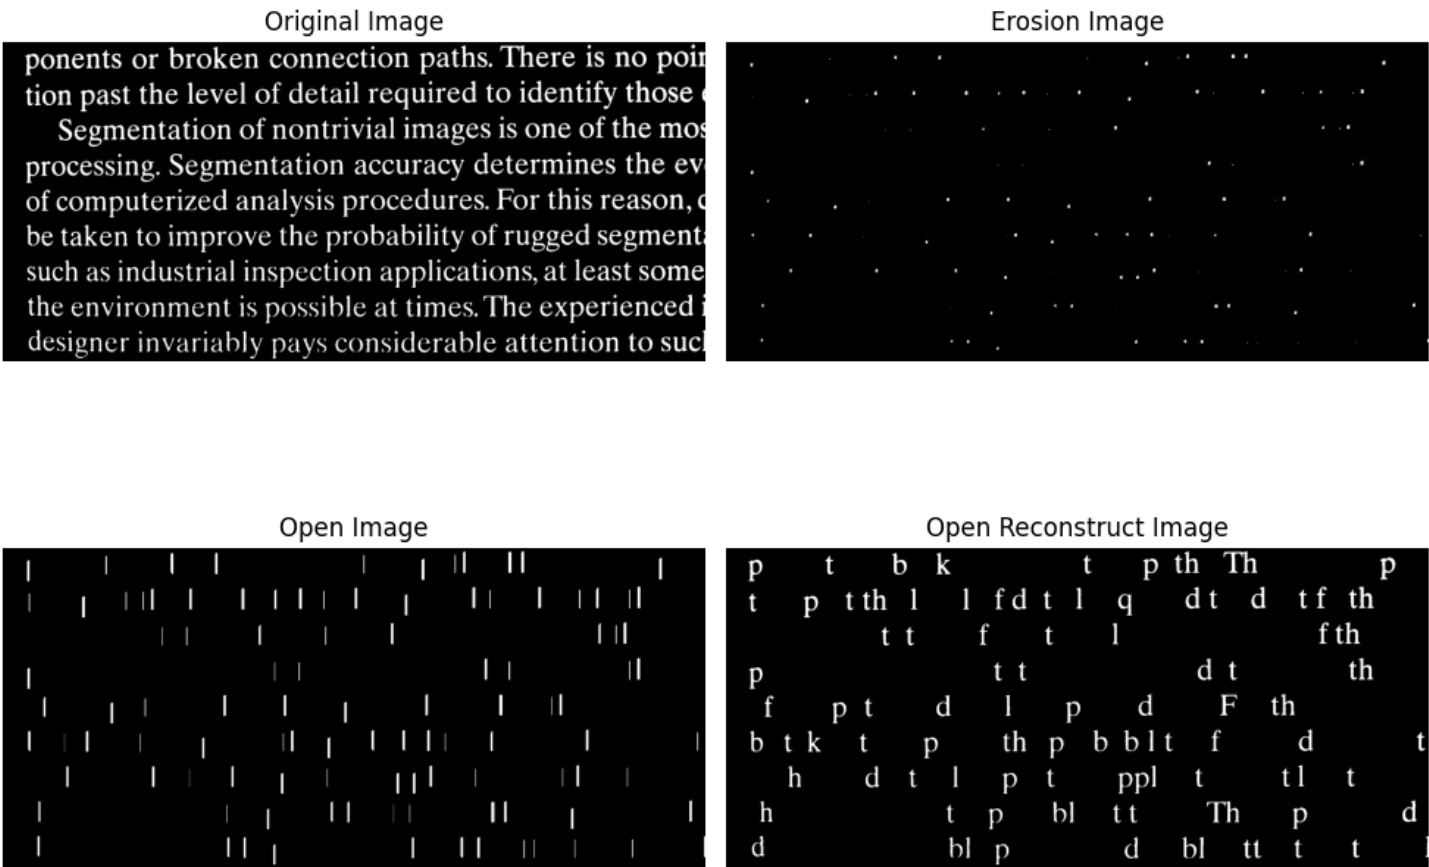 Original Image
ponents or broken connection paths. There is no poin
tion past the level of detail required to identify those
Segmentation of nontrivial images is one of the mos
processing. Segmentation accuracy determines the ev
of computerized analysis procedures. For this reason, c
be taken to improve the probability of rugged segment
such as industrial inspection applications, at least some
the environment is possible at times. The experienced i
designer invariably pays considerable attention to such
Erosion Image
Open Image
Open Reconstruct Image
p t b k t p th Th p
t p t th l l f d t l q d t d t f th
t t f t l f th
p t t d t th
f p t d l p d F th
b t k t p th p b b l t f d t
h d t l p t ppl t t l t
h t p bl t t Th p d
d bl p d bl tt t t